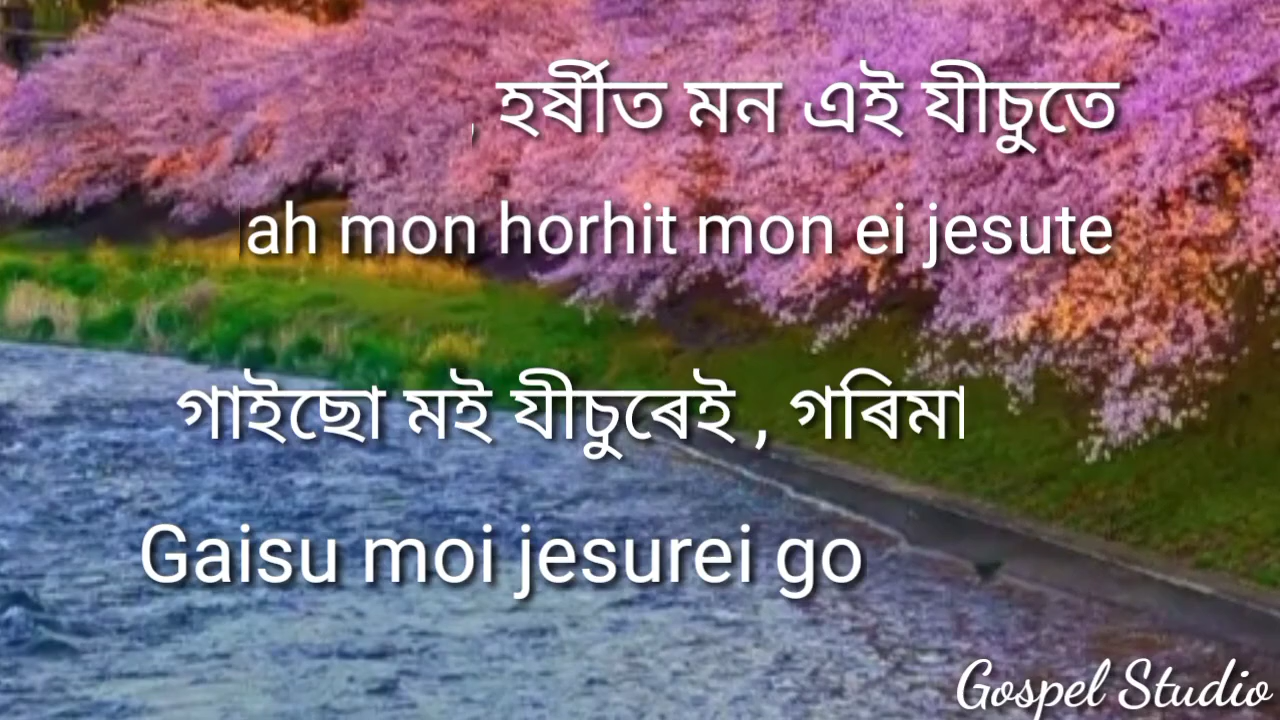 , হৰ্ষীত মন এই যীচুতে
ah mon horhit mon ei jesute
গাইছো মই যীচুৰেই , গৰিমা
Gaisu moi jesurei go
Gospel Studio